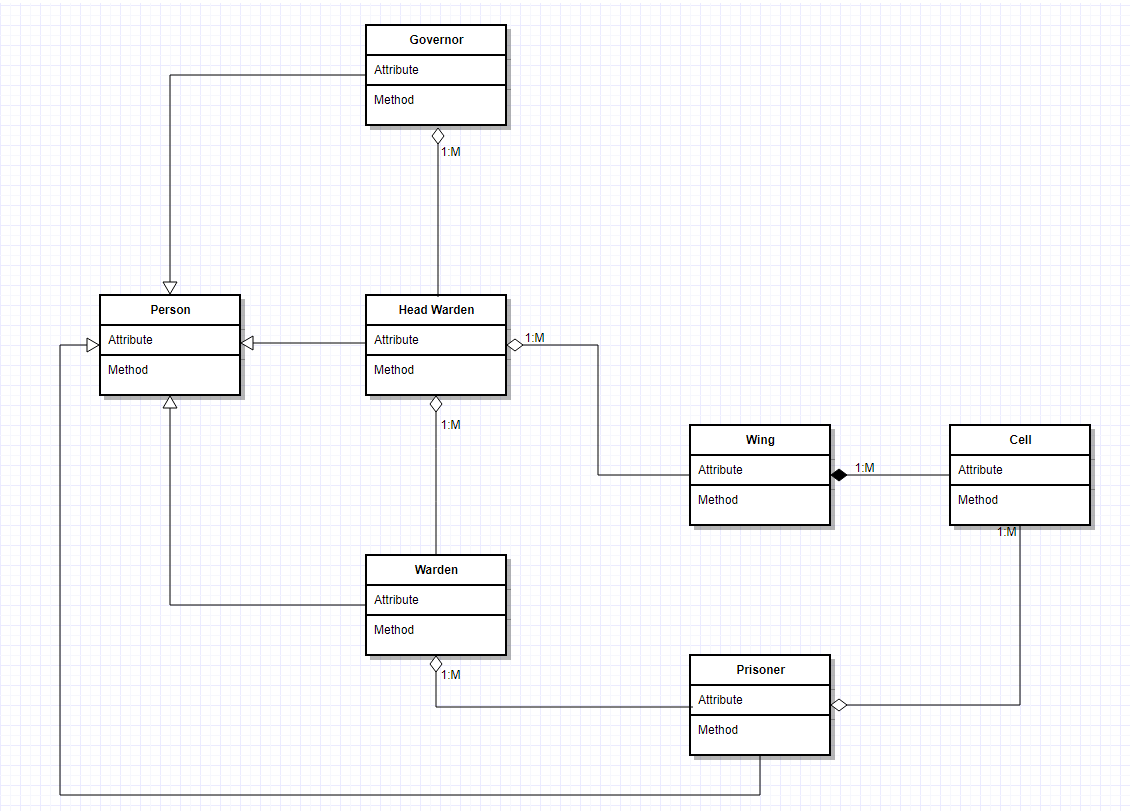 Governor
Attribute
Method
1:M
Person
Attribute
Method
Head Warden
Attribute
Method
1:M
1:M
Wing
Attribute
Method
1:M
Cell
Attribute
Method
1:M
Warden
Attribute
Method
1:M
Prisoner
Attribute
Method